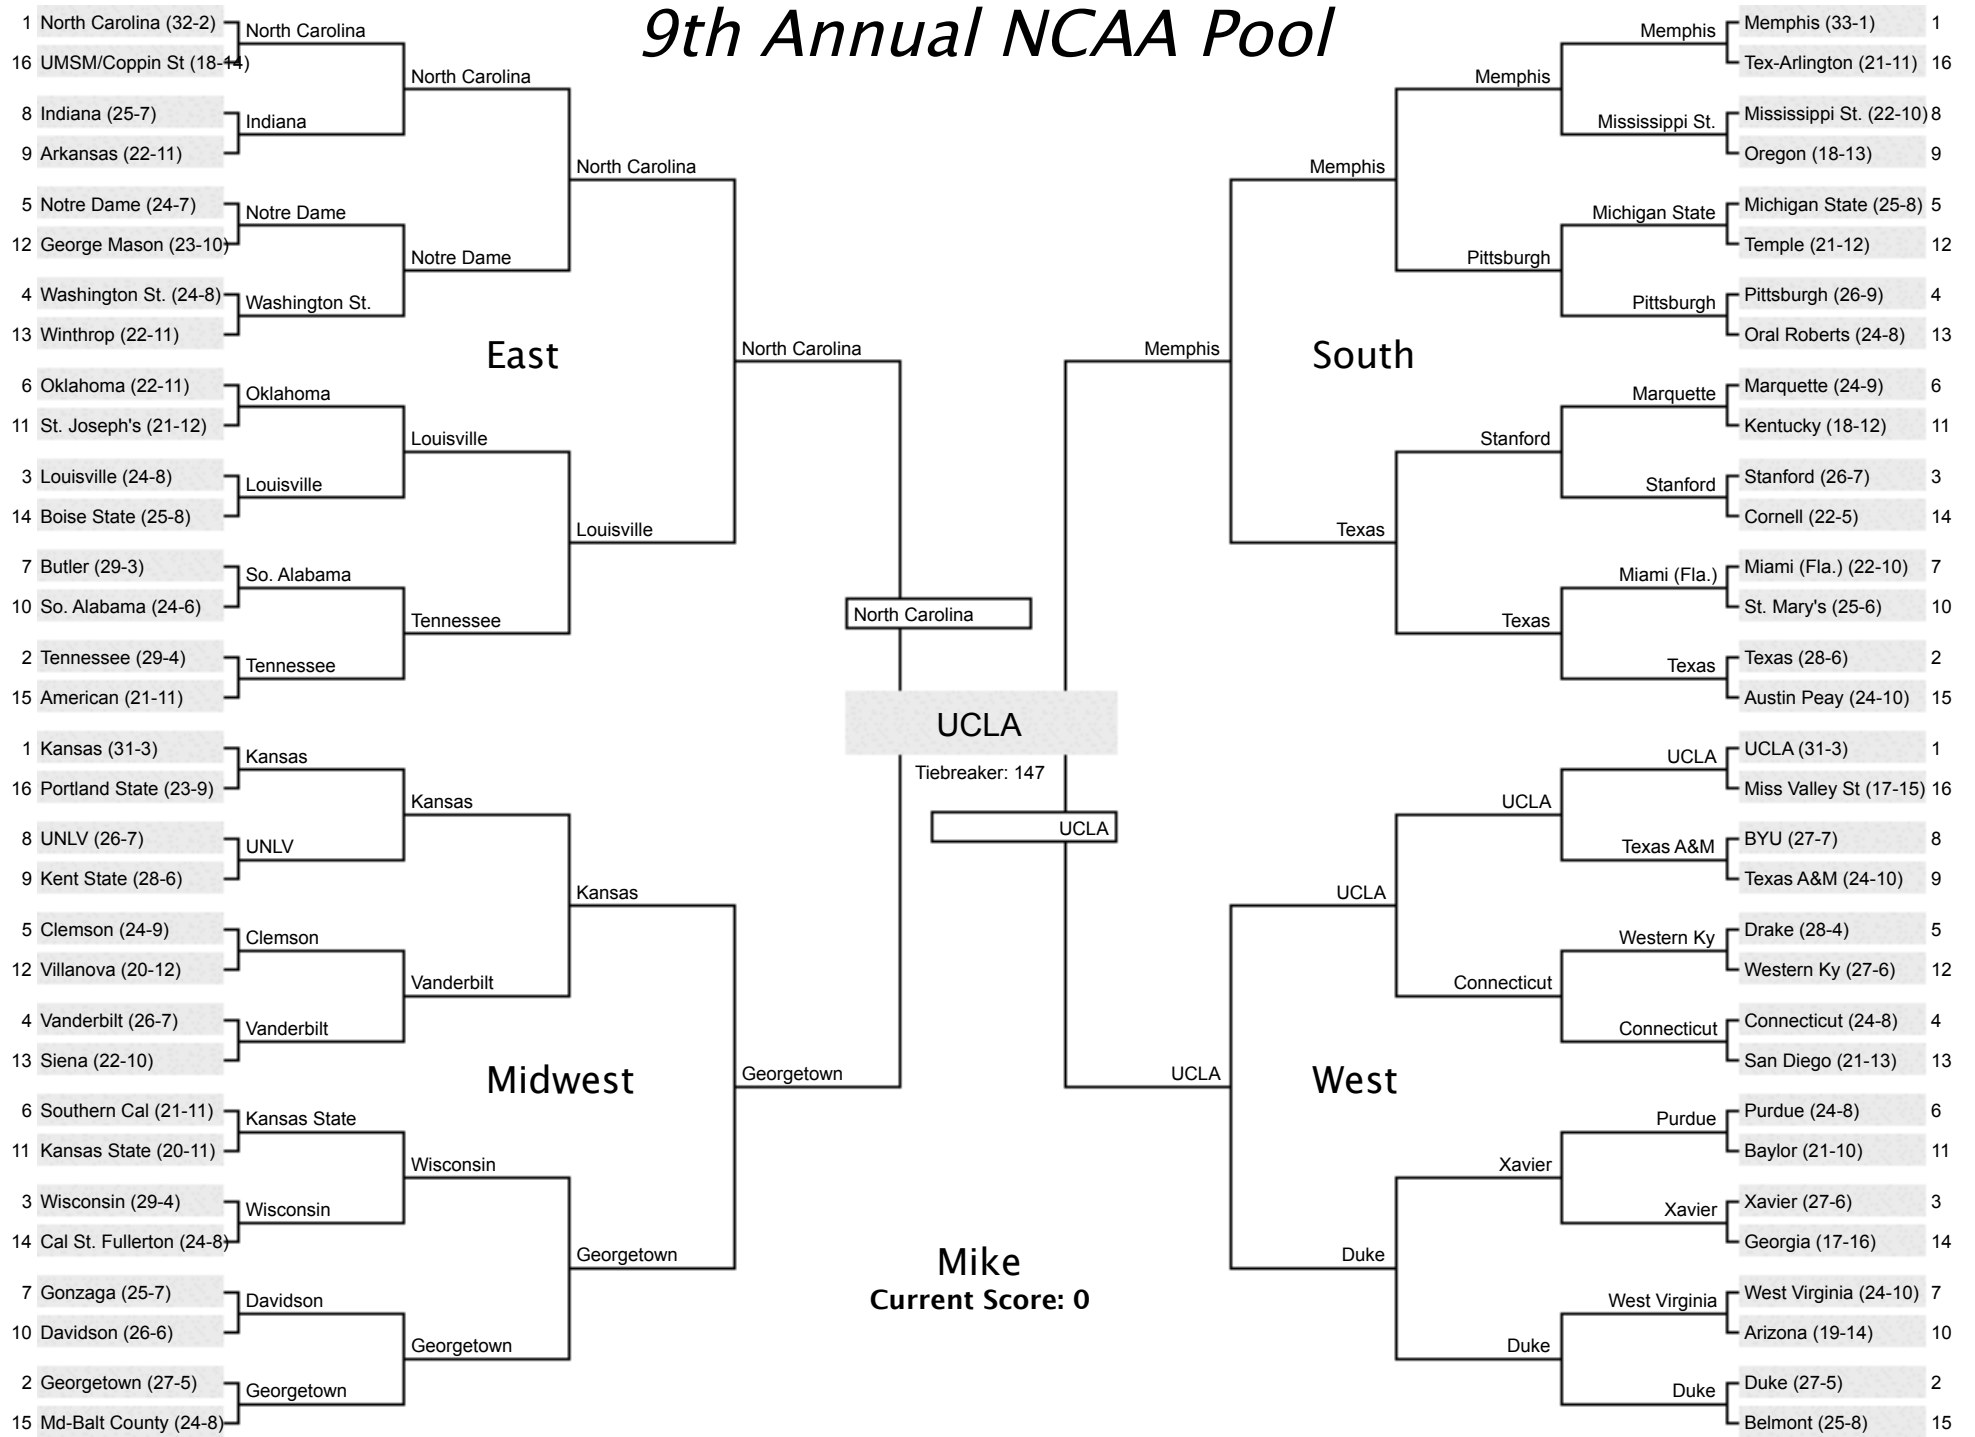 9th Annual NCAA Pool
1 North Carolina (32-2)
North Carolina
16 UMSM/Coppin St (18-14)
North Carolina
8 Indiana (25-7)
Indiana
9 Arkansas (22-11)
North Carolina
5 Notre Dame (24-7)
Notre Dame
12 George Mason (23-10)
Notre Dame
4 Washington St. (24-8)
Washington St.
13 Winthrop (22-11)
East
North Carolina
6 Oklahoma (22-11)
Oklahoma
11 St. Joseph's (21-12)
Louisville
3 Louisville (24-8)
Louisville
14 Boise State (25-8)
Louisville
7 Butler (29-3)
So. Alabama
10 So. Alabama (24-6)
Tennessee
2 Tennessee (29-4)
Tennessee
15 American (21-11)
1 Kansas (31-3)
Kansas
16 Portland State (23-9)
Kansas
8 UNLV (26-7)
UNLV
9 Kent State (28-6)
Kansas
5 Clemson (24-9)
Clemson
12 Villanova (20-12)
Vanderbilt
4 Vanderbilt (26-7)
Vanderbilt
13 Siena (22-10)
Midwest
Georgetown
6 Southern Cal (21-11)
Kansas State
11 Kansas State (20-11)
Wisconsin
3 Wisconsin (29-4)
Wisconsin
14 Cal St. Fullerton (24-8)
Georgetown
7 Gonzaga (25-7)
Davidson
10 Davidson (26-6)
Georgetown
2 Georgetown (27-5)
Georgetown
15 Md-Balt County (24-8)
North Carolina
UCLA
Tiebreaker: 147
UCLA
Mike
Current Score: 0
Memphis (33-1) 1
Memphis
Tex-Arlington (21-11) 16
Memphis
Mississippi St. (22-10) 8
Mississippi St.
Oregon (18-13) 9
Memphis
Michigan State (25-8) 5
Michigan State
Temple (21-12) 12
Pittsburgh
Pittsburgh (26-9) 4
Pittsburgh
Oral Roberts (24-8) 13
South
Memphis
Marquette (24-9) 6
Marquette
Kentucky (18-12) 11
Stanford
Stanford (26-7) 3
Stanford
Cornell (22-5) 14
Texas
Miami (Fla.) (22-10) 7
Miami (Fla.)
St. Mary's (25-6) 10
Texas
Texas (28-6) 2
Texas
Austin Peay (24-10) 15
UCLA (31-3) 1
UCLA
Miss Valley St (17-15) 16
UCLA
BYU (27-7) 8
Texas A&M
Texas A&M (24-10) 9
UCLA
Drake (28-4) 5
Western Ky
Western Ky (27-6) 12
Connecticut
Connecticut (24-8) 4
Connecticut
San Diego (21-13) 13
West
UCLA
Purdue (24-8) 6
Purdue
Baylor (21-10) 11
Xavier
Xavier (27-6) 3
Xavier
Georgia (17-16) 14
Duke
West Virginia (24-10) 7
West Virginia
Arizona (19-14) 10
Duke
Duke (27-5) 2
Duke
Belmont (25-8) 15